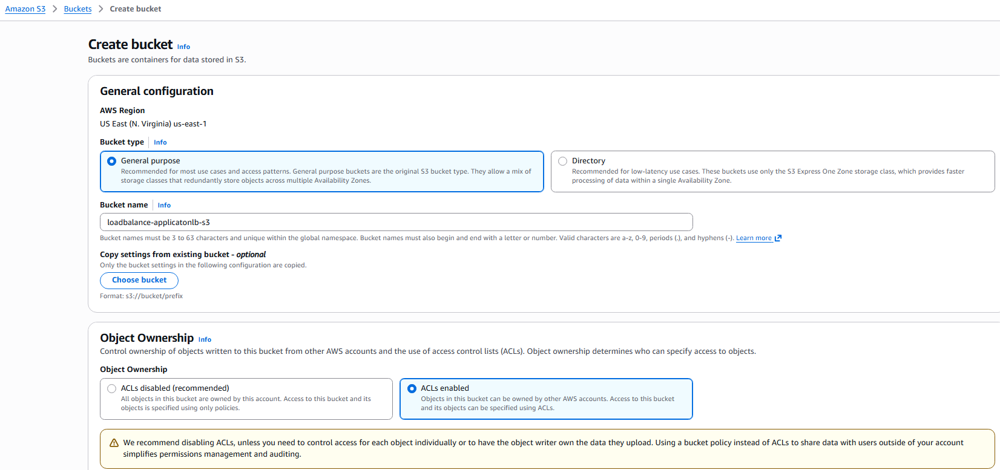 Amazon S3 > Buckets > Create bucket
Create bucket Info
Buckets are containers for data stored in S3.
General configuration
AWS Region
US East (N. Virginia) us-east-1
Bucket type Info
General purpose
Recommended for most use cases and access patterns. General purpose buckets are the original S3 bucket type. They allow a mix of
storage classes that redundantly store objects across multiple Availability Zones.
Directory
Recommended for low-latency use cases. These buckets use only the S3 Express One Zone storage class, which provides faster
processing of data within a single Availability Zone.
Bucket name Info
loadbalance-applicatonlb-s3
Bucket names must be 3 to 63 characters and unique within the global namespace. Bucket names must also begin and end with a letter or number. Valid characters are a-z, 0-9, periods (.), and hyphens (-). Learn more
Copy settings from existing bucket - optional
Only the bucket settings in the following configuration are copied.
Choose bucket
Format: s3://bucket/prefix
Object Ownership Info
Control ownership of objects written to this bucket from other AWS accounts and the use of access control lists (ACLs). Object ownership determines who can specify access to objects.
Object Ownership
ACLs disabled (recommended)
All objects in this bucket are owned by this account. Access to this bucket and its
objects is specified using only policies.
ACLs enabled
Objects in this bucket can be owned by other AWS accounts. Access to this bucket
and its objects can be specified using ACLs.
We recommend disabling ACLs, unless you need to control access for each object individually or to have the object writer own the data they upload. Using a bucket policy instead of ACLs to share data with users outside of your account
simplifies permissions management and auditing.